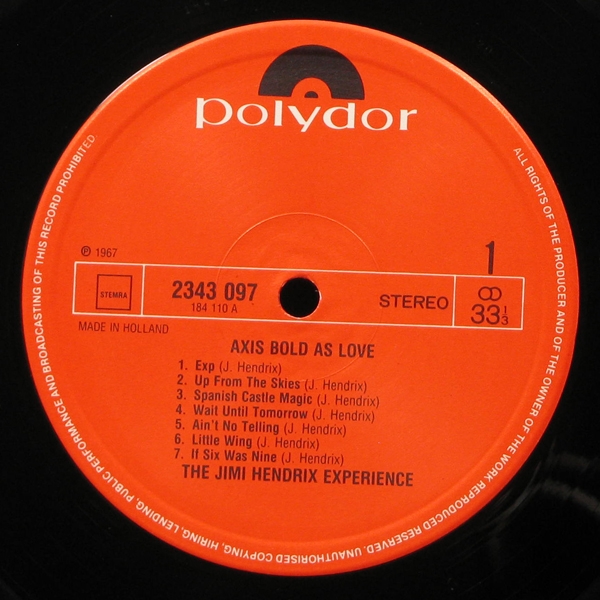 polydor
℗ 1967
1
STEMRA
2343 097
184 110 A
STEREO
33 1/3
MADE IN HOLLAND
AXIS BOLD AS LOVE
1. Exp (J. Hendrix)
2. Up From The Skies (J. Hendrix)
3. Spanish Castle Magic (J. Hendrix)
4. Wait Until Tomorrow (J. Hendrix)
5. Ain't No Telling (J. Hendrix)
6. Little Wing (J. Hendrix)
7. If Six Was Nine (J. Hendrix)
THE JIMI HENDRIX EXPERIENCE
ALL RIGHTS OF THE PRODUCER AND OF THE OWNER OF THE WORK REPRODUCED RESERVED. UNAUTHORISED COPYING, HIRING, LENDING, PUBLIC PERFORMANCE AND BROADCASTING OF THIS RECORD PROHIBITED.